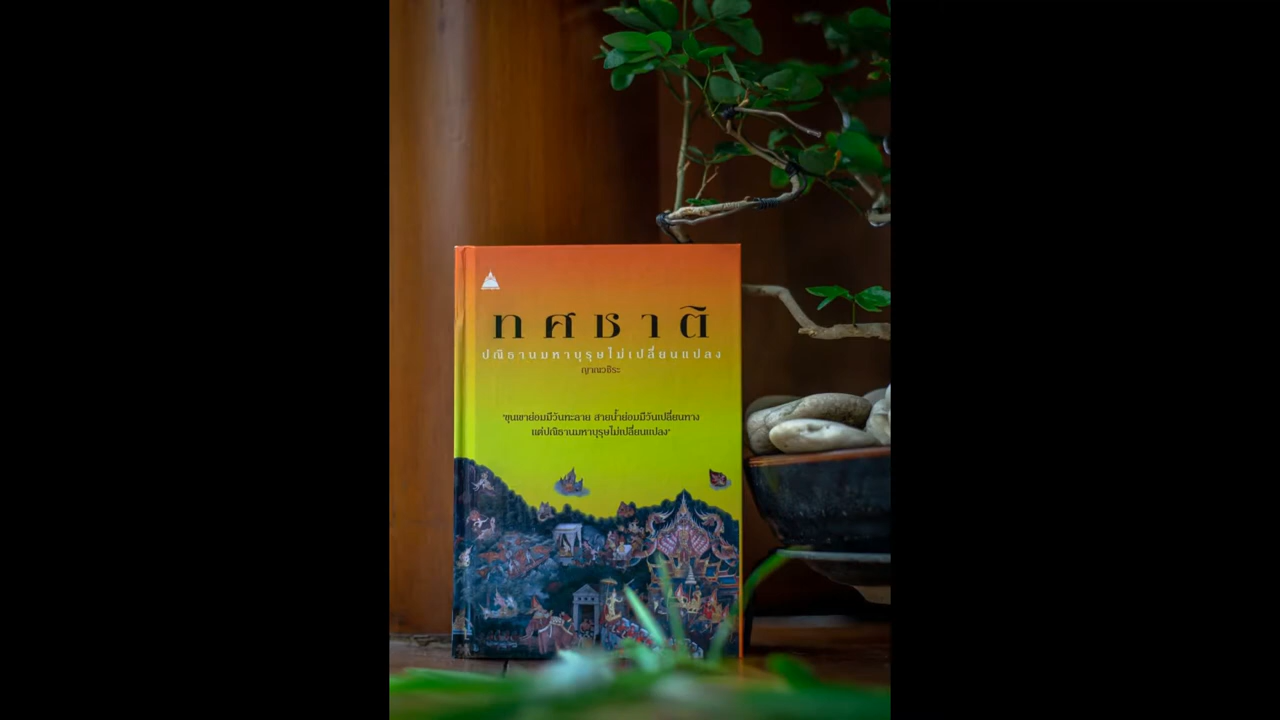 ทศชาติ
ปณิธานมหาบุรุษไม่เปลี่ยนแปลง
ญาณวชิระ
"ขุนเขาย่อมมีวันทะลาย สายน้ำย่อมมีวันเปลี่ยนทาง
แต่ปณิธานมหาบุรุษไม่เปลี่ยนแปลง"